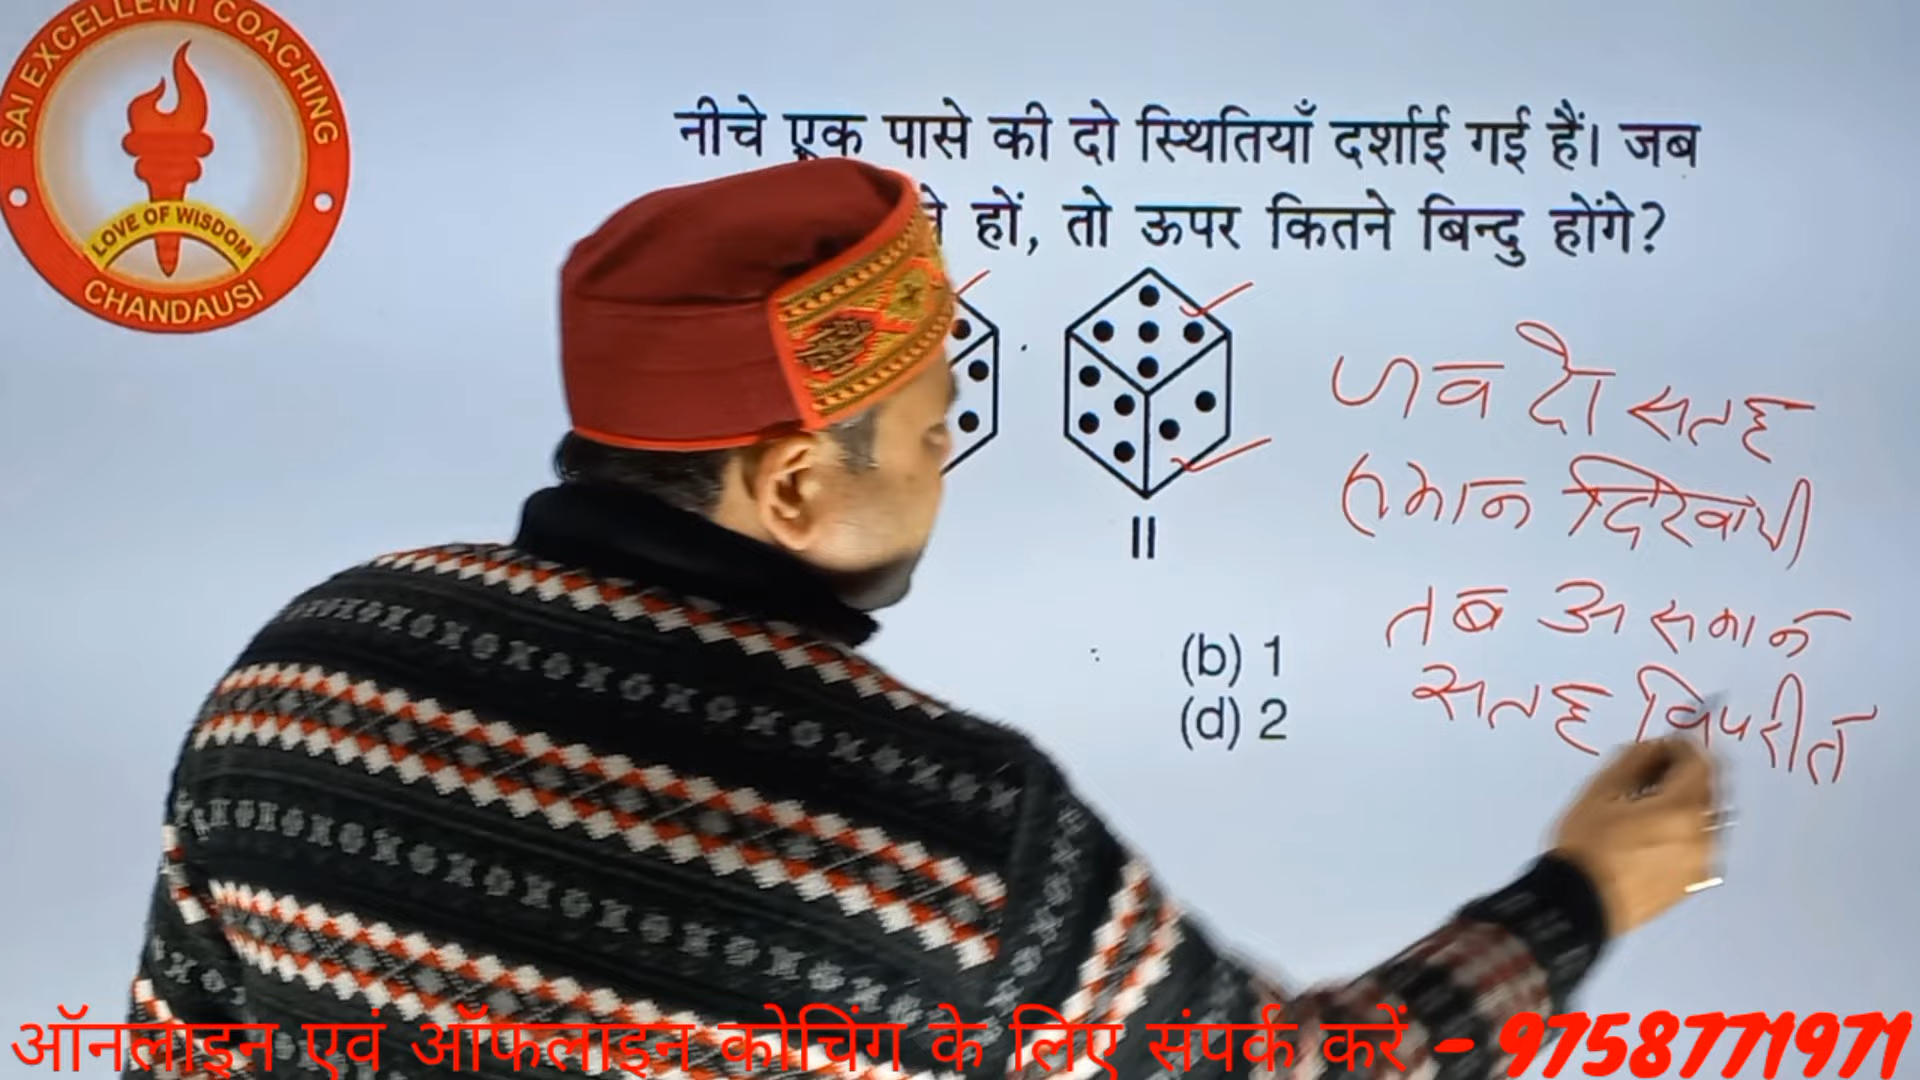 SAI EXCELLENT COACHING
LOVE OF WISDOM
CHANDAUSI
नीचे एक पासे की दो स्थितियाँ दर्शाई गई हैं। जब
हों, तो ऊपर कितने बिन्दु होंगे?
II
(b) 1
(d) 2
जब दो सतह
समान दिखायी
तब असमान
सतह विपरीत
ऑनलाइन एवं ऑफलाइन कोचिंग के लिए संपर्क करें - 9758771971